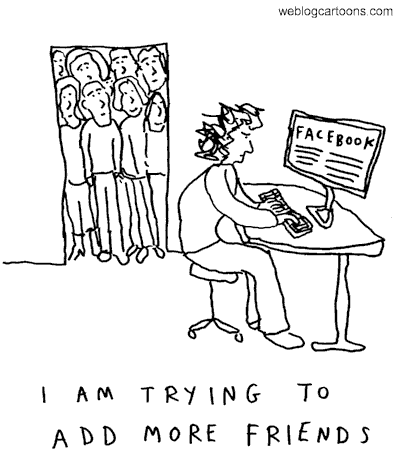 weblogcartoons.com
FACEBOOK
I AM TRYING TO
ADD MORE FRIENDS